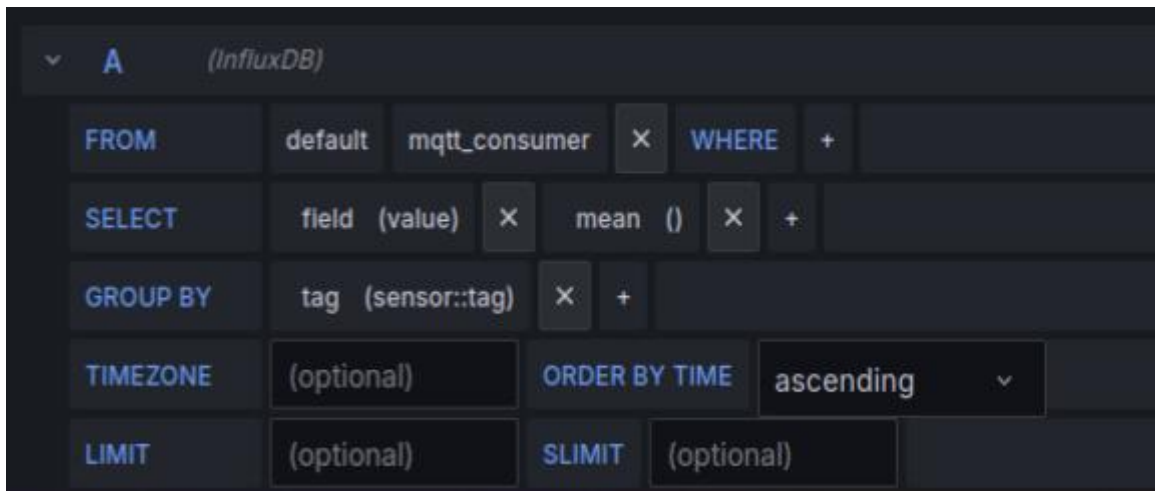 A (InfluxDB)
FROM default mqtt_consumer × WHERE +
SELECT field (value) × mean () × +
GROUP BY tag (sensor::tag) × +
TIMEZONE (optional) ORDER BY TIME ascending
LIMIT (optional) SLIMIT (optional)